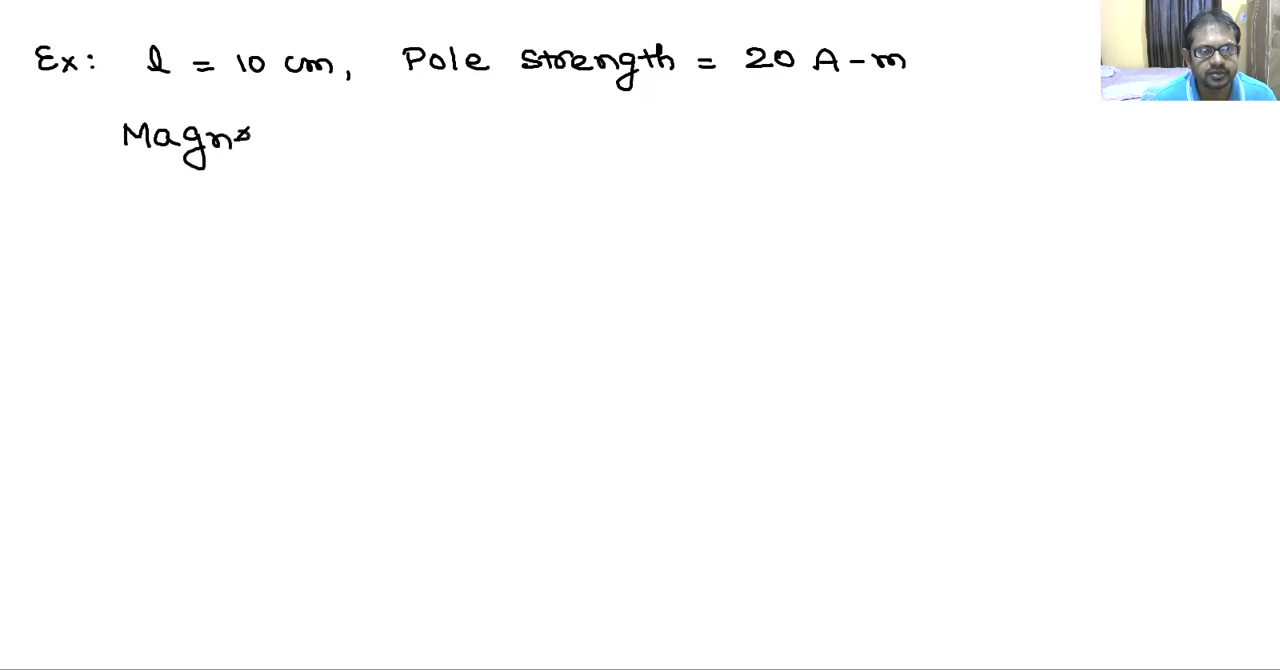 Ex: l = 10 cm, Pole strength = 20 A-m
Magn